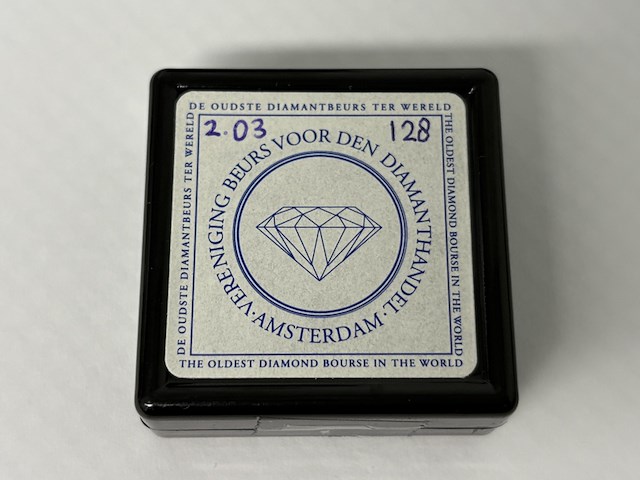 DE OUDSTE DIAMANTBEURS TER WERELD
2.03 128
DE OUDSTE DIAMANTBEURS TER WERELD
THE OLDEST DIAMOND BOURSE IN THE WORLD
VERENIGING BEURS VOOR DEN DIAMANTHANDEL
·AMSTERDAM·
THE OLDEST DIAMOND BOURSE IN THE WORLD